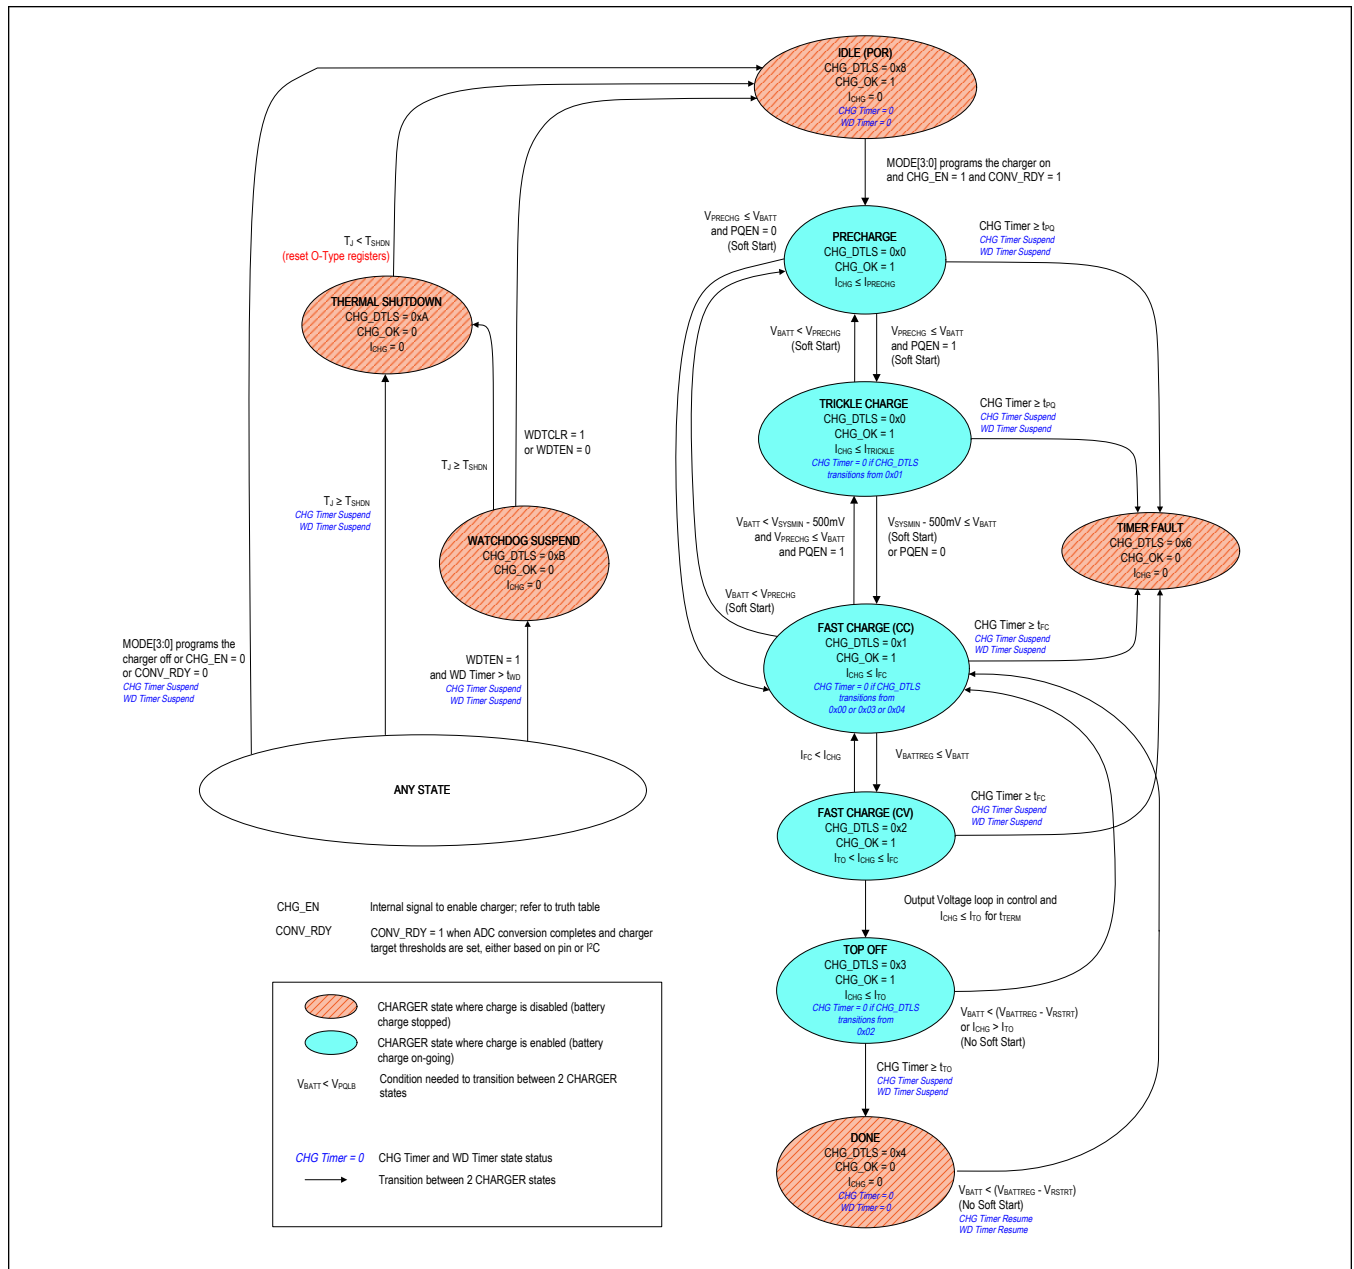 IDLE (POR)
CHG_DTLS = 0x8
CHG_OK = 1
ICHG = 0
CHG Timer = 0
WD Timer = 0
MODE[3:0] programs the charger on
and CHG_EN = 1 and CONV_RDY = 1
VPRECHG ≤ VBATT
and PQEN = 0
(Soft Start)
PRECHARGE
CHG_DTLS = 0x0
CHG_OK = 1
ICHG ≤ IPRECHG
CHG Timer ≥ tPQ
CHG Timer Suspend
WD Timer Suspend
TJ < TSHDN
(reset O-Type registers)
THERMAL SHUTDOWN
CHG_DTLS = 0xA
CHG_OK = 0
ICHG = 0
VBATT < VPRECHG
(Soft Start)
VPRECHG ≤ VBATT
and PQEN = 1
(Soft Start)
TRICKLE CHARGE
CHG_DTLS = 0x0
CHG_OK = 1
ICHG ≤ ITRICKLE
CHG Timer = 0 if CHG_DTLS
transitions from 0x01
CHG Timer ≥ tPQ
CHG Timer Suspend
WD Timer Suspend
WDTCLR = 1
or WDTEN = 0
TJ ≥ TSHDN
TJ ≥ TSHDN
CHG Timer Suspend
WD Timer Suspend
WATCHDOG SUSPEND
CHG_DTLS = 0xB
CHG_OK = 0
ICHG = 0
VBATT < VSYSMIN - 500mV
and VPRECHG ≤ VBATT
and PQEN = 1
VSYSMIN - 500mV ≤ VBATT
(Soft Start)
or PQEN = 0
TIMER FAULT
CHG_DTLS = 0x6
CHG_OK = 0
ICHG = 0
VBATT < VPRECHG
(Soft Start)
FAST CHARGE (CC)
CHG_DTLS = 0x1
CHG_OK = 1
ICHG ≤ IFC
CHG Timer = 0 if CHG_DTLS
transitions from
0x00 or 0x03 or 0x04
CHG Timer ≥ tFC
CHG Timer Suspend
WD Timer Suspend
MODE[3:0] programs the
charger off or CHG_EN = 0
or CONV_RDY = 0
CHG Timer Suspend
WD Timer Suspend
WDTEN = 1
and WD Timer > tWD
CHG Timer Suspend
WD Timer Suspend
ANY STATE
IFC < ICHG
VBATTREG ≤ VBATT
FAST CHARGE (CV)
CHG_DTLS = 0x2
CHG_OK = 1
ITO < ICHG ≤ IFC
CHG Timer ≥ tFC
CHG Timer Suspend
WD Timer Suspend
Output Voltage loop in control and
ICHG ≤ ITO for tTERM
CHG_EN Internal signal to enable charger; refer to truth table
CONV_RDY CONV_RDY = 1 when ADC conversion completes and charger
target thresholds are set, either based on pin or I²C
TOP OFF
CHG_DTLS = 0x3
CHG_OK = 1
ICHG ≤ ITO
CHG Timer = 0 if CHG_DTLS
transitions from
0x02
VBATT < (VBATTREG - VRSTRT)
or ICHG > ITO
(No Soft Start)
CHG Timer ≥ tTO
CHG Timer Suspend
WD Timer Suspend
DONE
CHG_DTLS = 0x4
CHG_OK = 0
ICHG = 0
CHG Timer = 0
WD Timer = 0
VBATT < (VBATTREG - VRSTRT)
(No Soft Start)
CHG Timer Resume
WD Timer Resume
CHARGER state where charge is disabled (battery
charge stopped)
CHARGER state where charge is enabled (battery
charge on-going)
VBATT < VPQLB Condition needed to transition between 2 CHARGER
states
CHG Timer = 0 CHG Timer and WD Timer state status
Transition between 2 CHARGER states